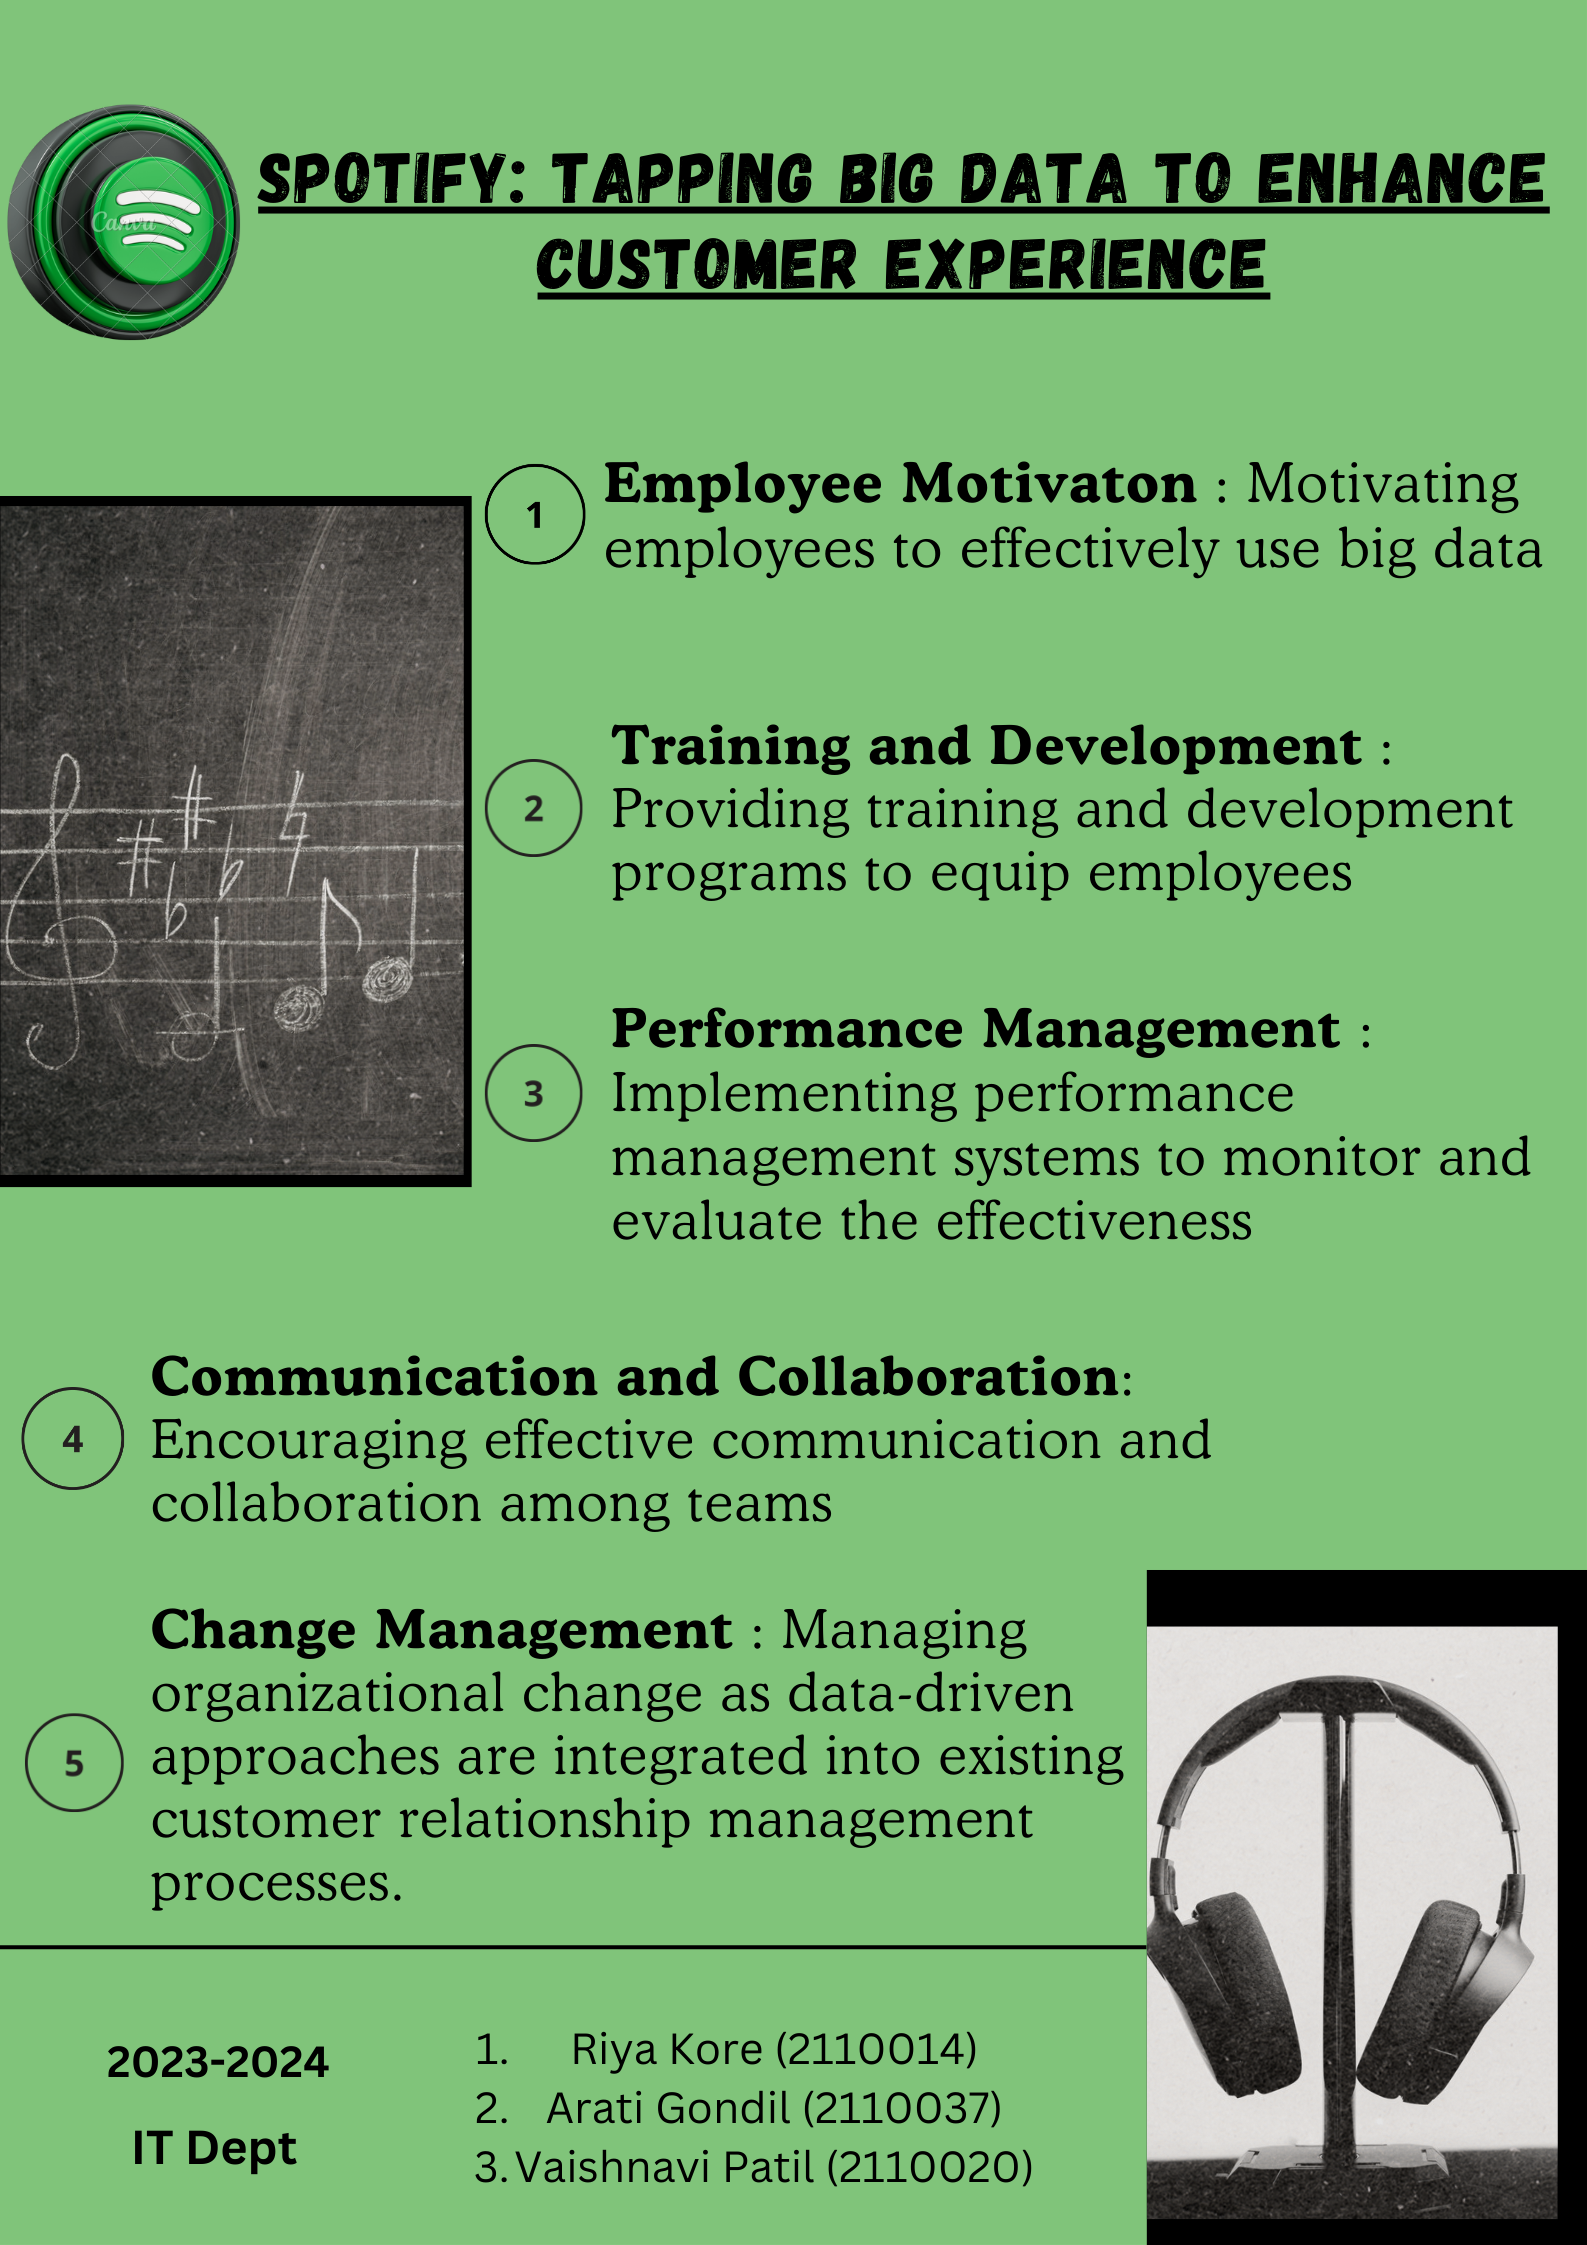 Canva
SPOTIFY: TAPPING BIG DATA TO ENHANCE
CUSTOMER EXPERIENCE
1
Employee Motivaton : Motivating
employees to effectively use big data
2
Training and Development :
Providing training and development
programs to equip employees
3
Performance Management :
Implementing performance
management systems to monitor and
evaluate the effectiveness
4
Communication and Collaboration:
Encouraging effective communication and
collaboration among teams
5
Change Management : Managing
organizational change as data-driven
approaches are integrated into existing
customer relationship management
processes.
2023-2024
IT Dept
1. Riya Kore (2110014)
2. Arati Gondil (2110037)
3. Vaishnavi Patil (2110020)